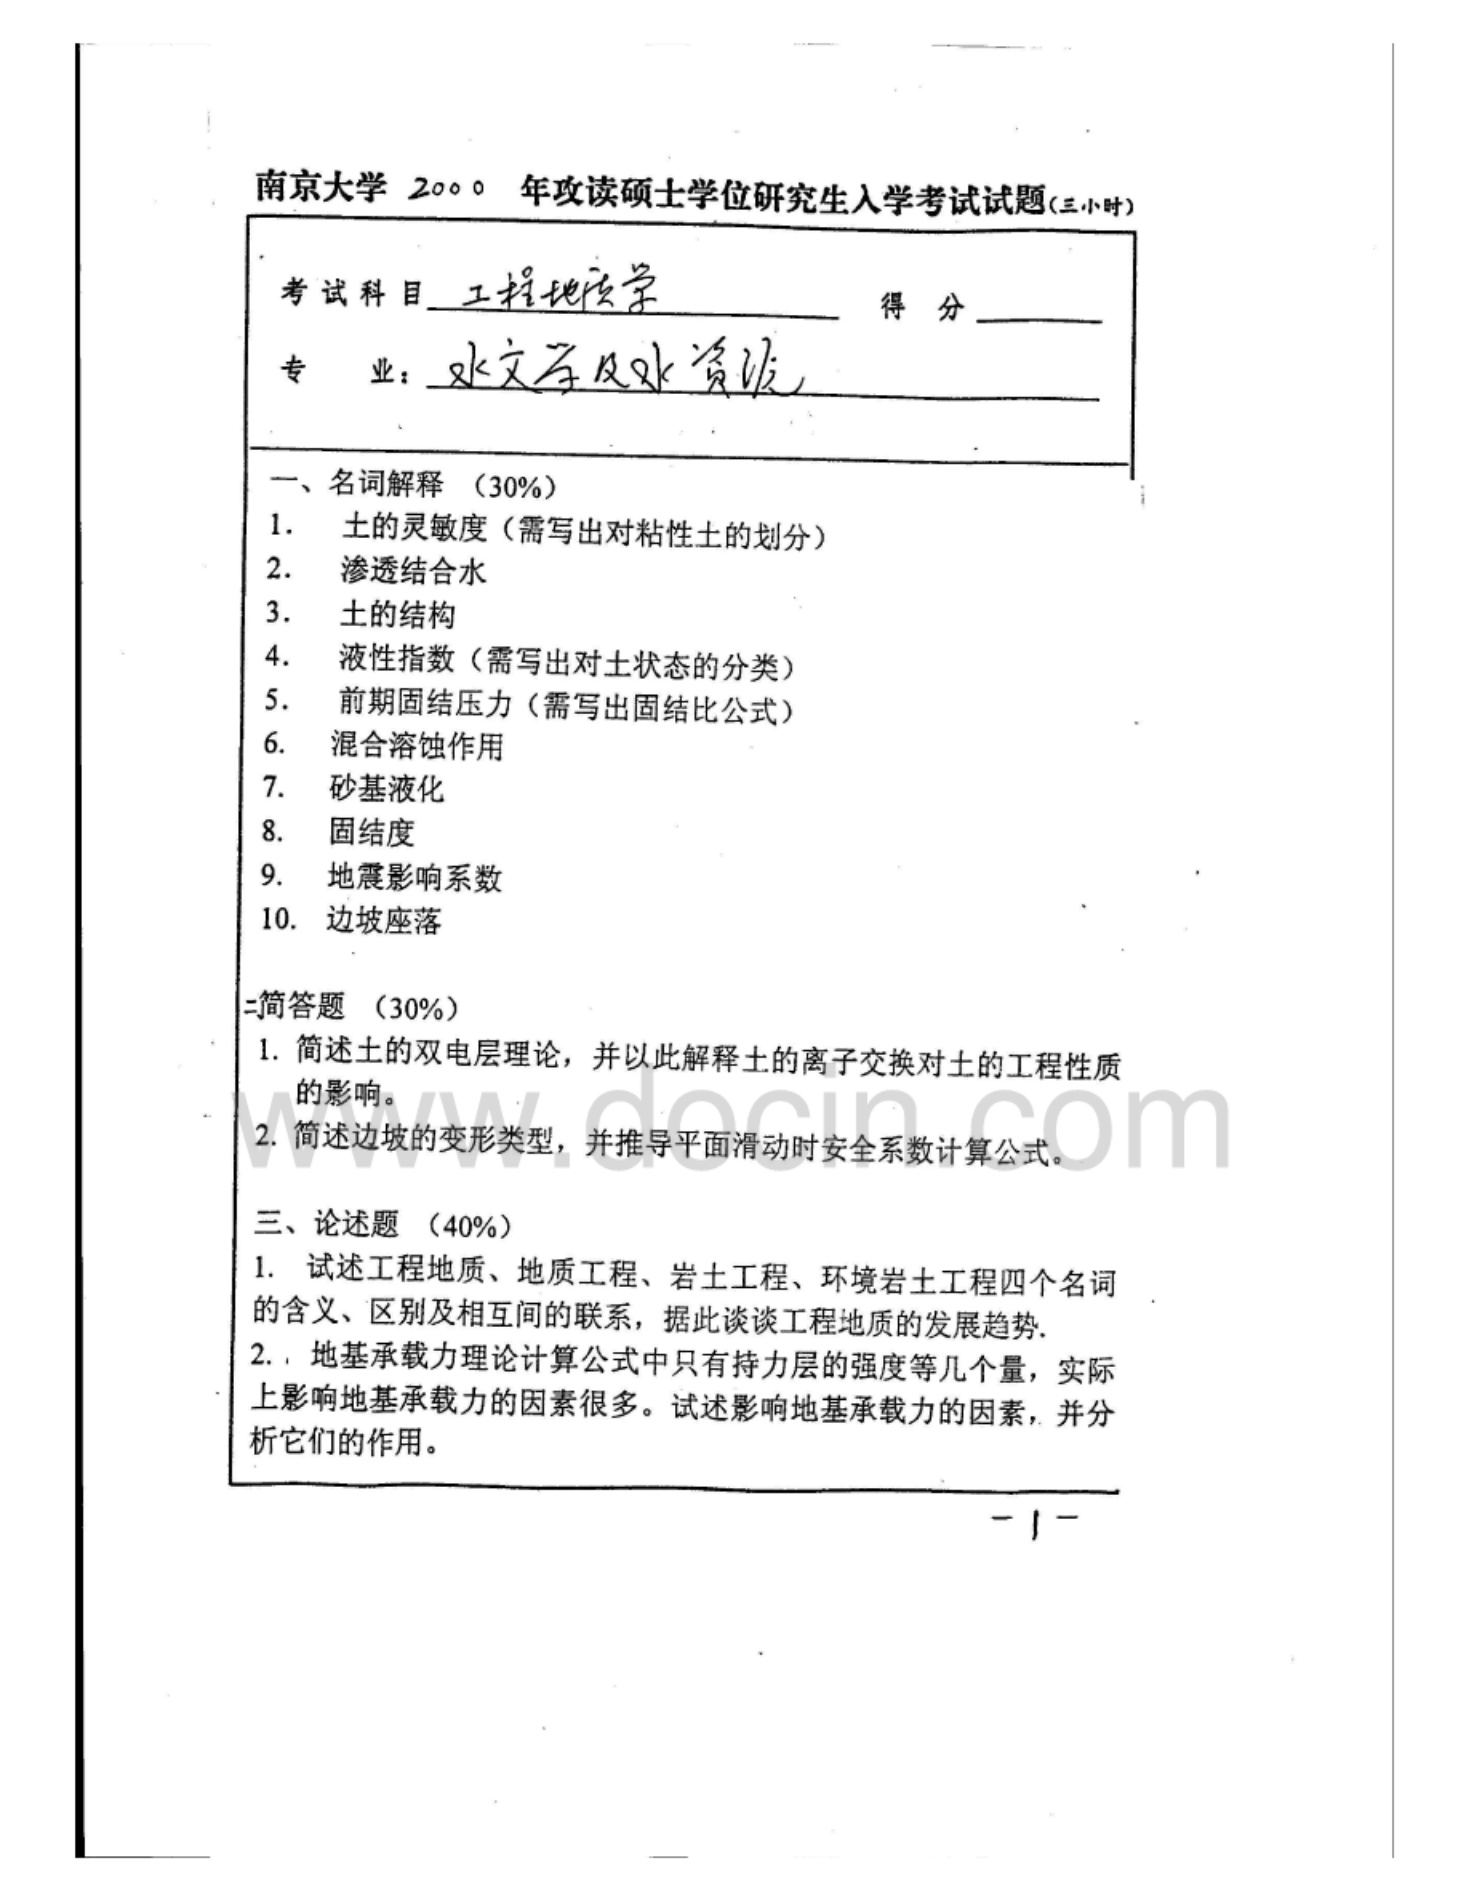 南京大学 2000 年攻读硕士学位研究生入学考试试题(三小时)
考试科目 工程地质学 得 分
专 业: 水文学及水資源
一、名词解释 （30%）
1. 土的灵敏度（需写出对粘性土的划分）
2. 渗透结合水
3. 土的结构
4. 液性指数（需写出对土状态的分类）
5. 前期固结压力（需写出固结比公式）
6. 混合溶蚀作用
7. 砂基液化
8. 固结度
9. 地震影响系数
10. 边坡座落
二简答题 （30%）
1. 简述土的双电层理论，并以此解释土的离子交换对土的工程性质
的影响。
2. 简述边坡的变形类型，并推导平面滑动时安全系数计算公式。
www.docin.com
三、论述题 （40%）
1. 试述工程地质、地质工程、岩土工程、环境岩土工程四个名词
的含义、区别及相互间的联系，据此谈谈工程地质的发展趋势.
2. 地基承载力理论计算公式中只有持力层的强度等几个量，实际
上影响地基承载力的因素很多。试述影响地基承载力的因素，并分
析它们的作用。
- 1 -